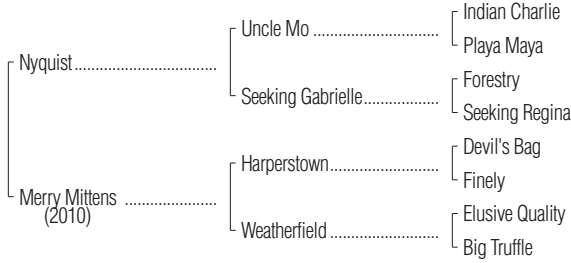 Indian Charlie
Uncle Mo ................................
Playa Maya
Nyquist ....................................
Forestry
Seeking Gabrielle...................
Seeking Regina
Devil's Bag
Harperstown............................
Finely
Merry Mittens .......................
(2010)
Elusive Quality
Weatherfield ............................
Big Truffle